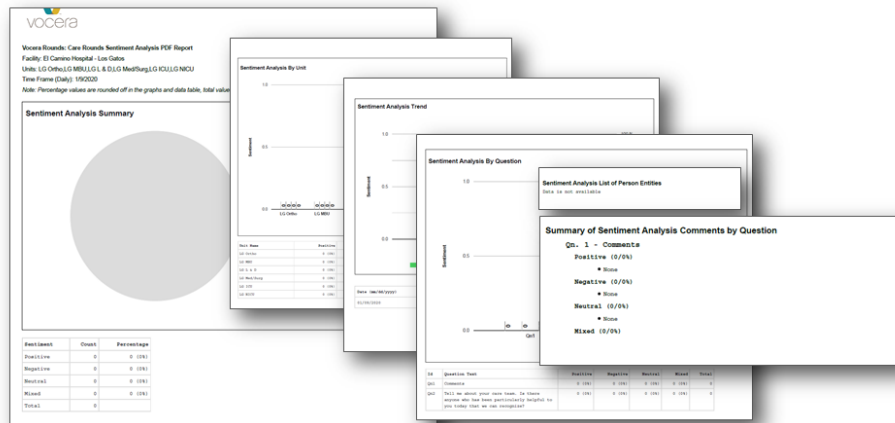 vocera
Vocera Rounds: Care Rounds Sentiment Analysis PDF Report
Facility: El Camino Hospital - Los Gatos
Units: LG Ortho,LG MBU,LG L & D,LG Med/Surg,LG ICU,LG NICU
Time Frame (Daily): 1/9/2020
Note: Percentage values are rounded off in the graphs and data table, total value
Sentiment Analysis Summary
Sentiment Count Percentage
Positive 0 0 (0%)
Negative 0 0 (0%)
Neutral 0 0 (0%)
Mixed 0 0 (0%)
Total 0
Sentiment Analysis By Unit
1.0
0.5
0.0
Sentiment
LG Ortho LG MBU
Unit Name Positive
LG Ortho 0 (0%)
LG MBU 0 (0%)
LG L & D 0 (0%)
LG Med/Surg 0 (0%)
LG ICU 0 (0%)
LG NICU 0 (0%)
Sentiment Analysis Trend
1.0
0.5
0.0
Sentiment
Date (mm/dd/yyyy)
01/09/2020
Sentiment Analysis By Question
1.0
0.5
0.0
Sentiment
Qn1
Id Question Text Positive Negative Neutral Mixed Total
Qn1 Comments 0 (0%) 0 (0%) 0 (0%) 0 (0%) 0
Qn2 Tell me about your care team. Is there 0 (0%) 0 (0%) 0 (0%) 0 (0%) 0
anyone who has been particularly helpful to
you today that we can recognize?
Sentiment Analysis List of Person Entities
Data is not available
Summary of Sentiment Analysis Comments by Question
Qn. 1 - Comments
Positive (0/0%)
• None
Negative (0/0%)
• None
Neutral (0/0%)
• None
Mixed (0/0%)